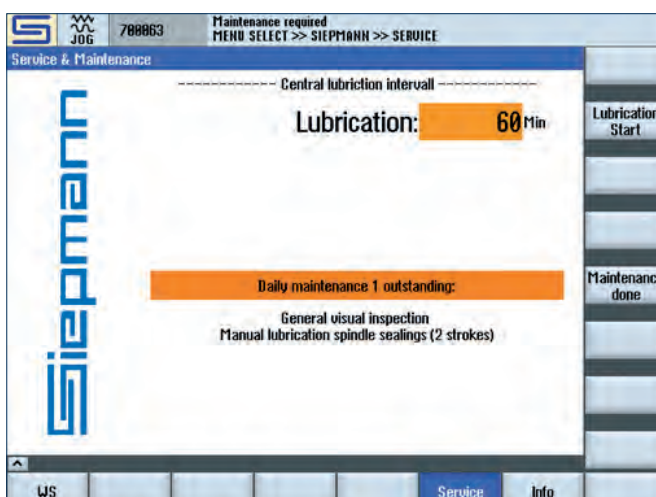 JOG
700063
Maintenance required
MENU SELECT >> SIEPMANN >> SERVICE
Service & Maintenance
Central lubriction intervall
Lubrication: 60 Min
Lubrication
Start
Siepmann
Daily maintenance 1 outstanding:
General visual inspection
Manual lubrication spindle sealings (2 strokes)
Maintenance
done
WS
Service
Info